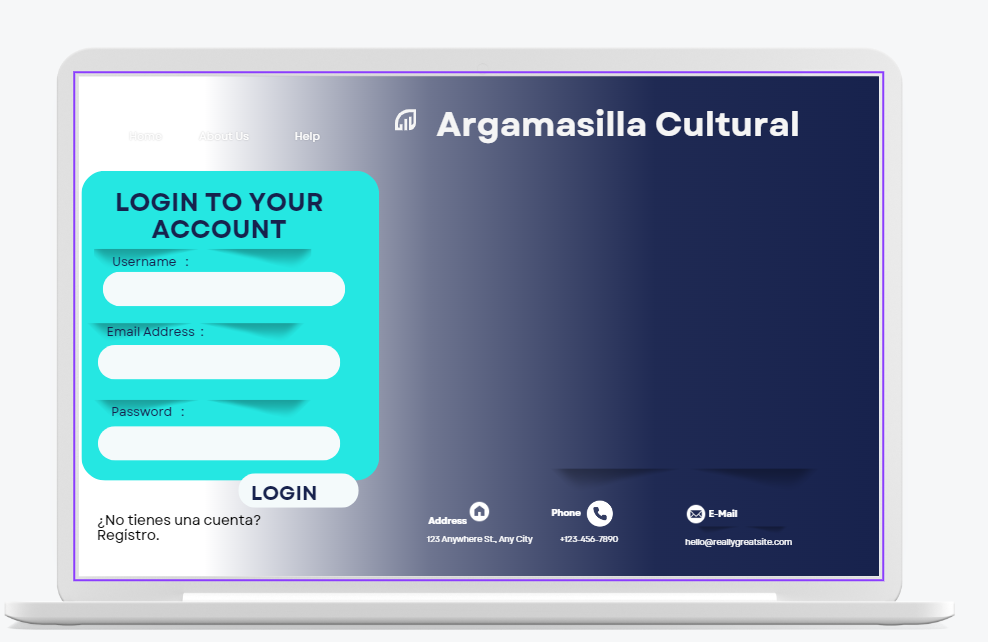 Home About Us Help
Argamasilla Cultural
LOGIN TO YOUR
ACCOUNT
Username :
Email Address :
Password :
LOGIN
¿No tienes una cuenta?
Registro.
Address
123 Anywhere St., Any City
Phone
+123-456-7890
E-Mail
hello@reallygreatsite.com